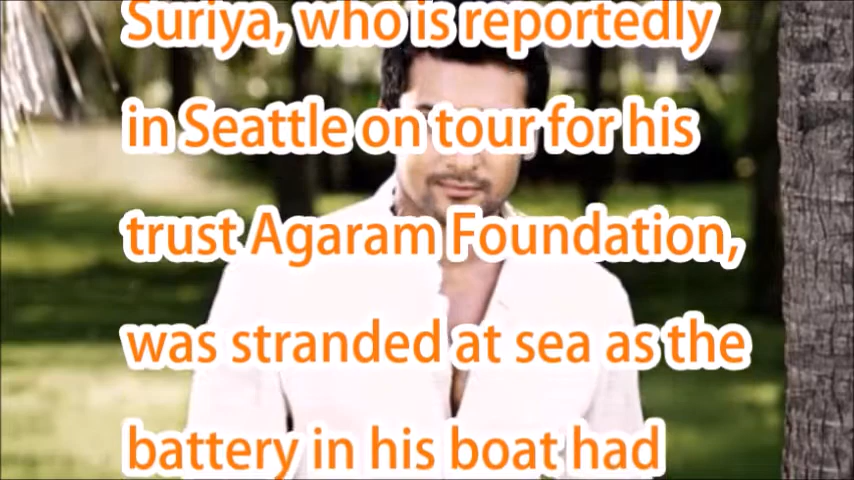 Suriya, who is reportedly
in Seattle on tour for his
trust Agaram Foundation,
was stranded at sea as the
battery in his boat had